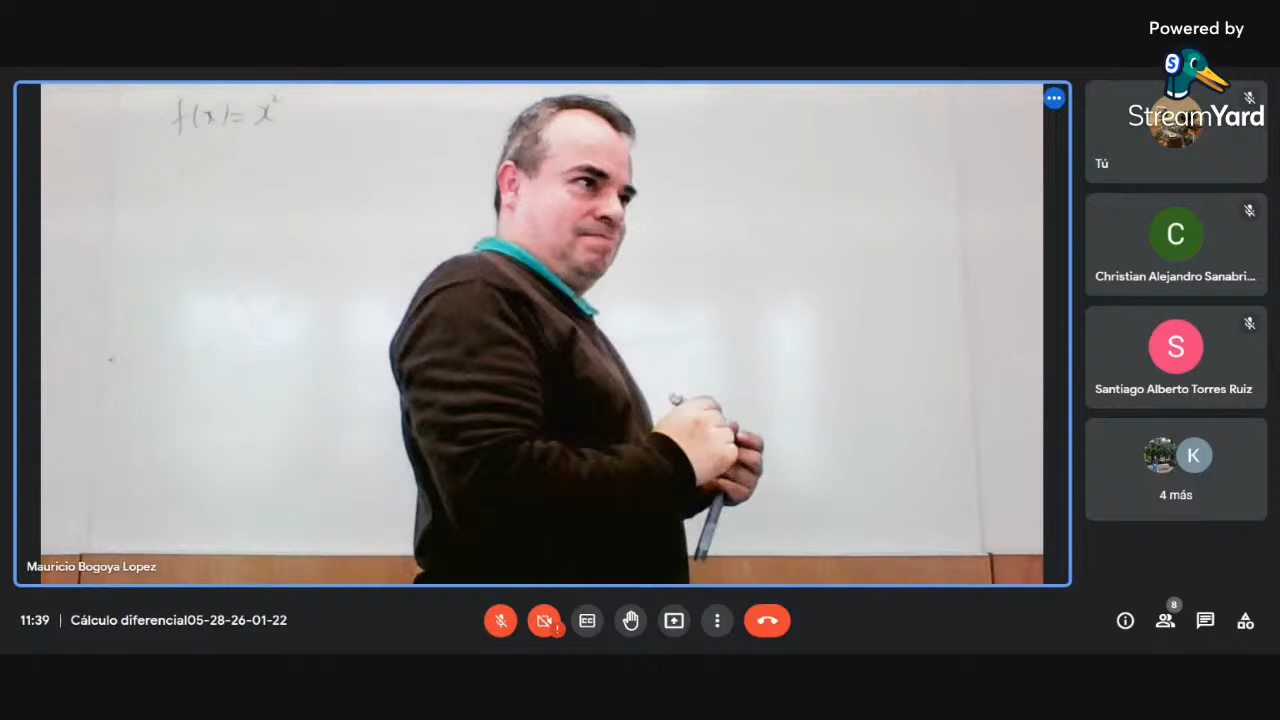 Powered by
S
StreamYard
f(x)= x²
Tú
C
Christian Alejandro Sanabri...
S
Santiago Alberto Torres Ruiz
K
4 más
Mauricio Bogoya Lopez
11:39 | Cálculo diferencial05-28-26-01-22
CC
8